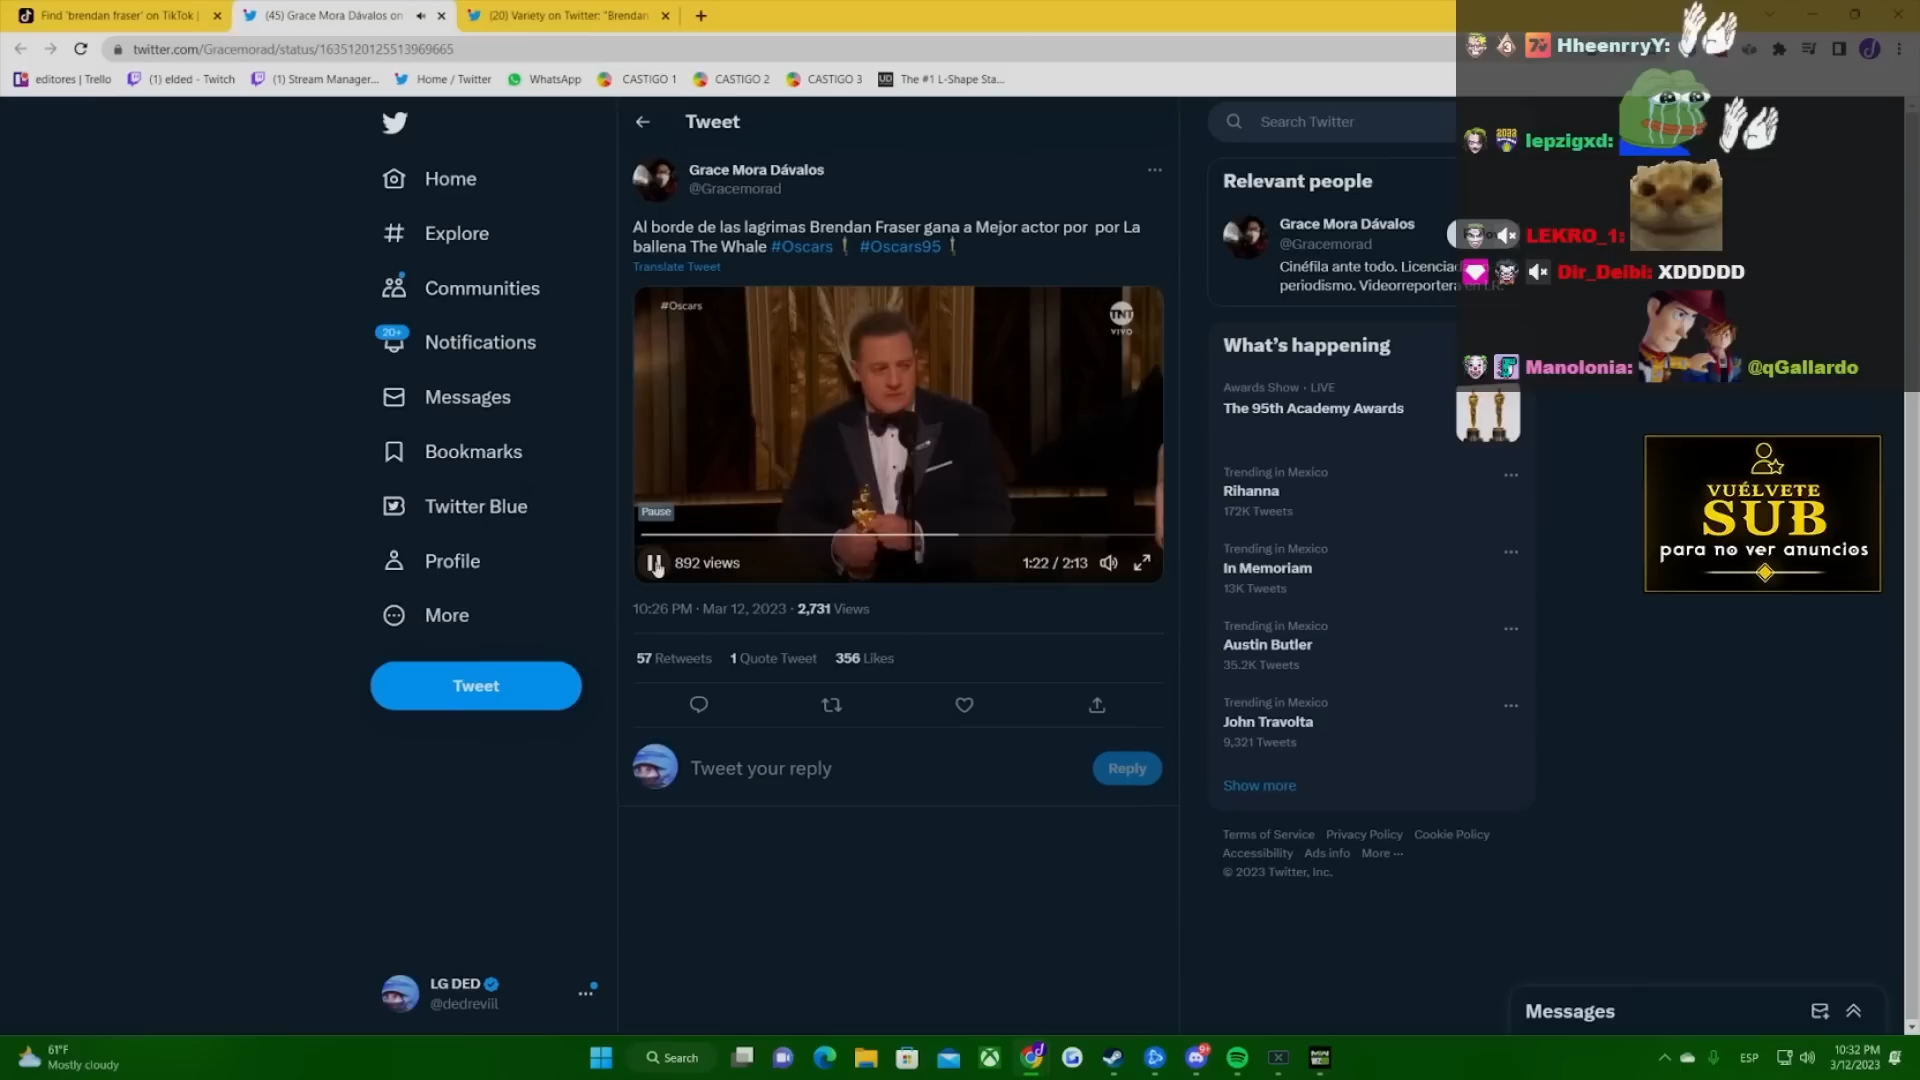 Find 'brendan fraser' on TikTok |
(45) Grace Mora Dávalos on
(20) Variety on Twitter: "Brendan
twitter.com/Gracemorad/status/1635120125513969665
editores | Trello
(1) elded - Twitch
(1) Stream Manager...
Home / Twitter
WhatsApp
CASTIGO 1
CASTIGO 2
CASTIGO 3
UD
The #1 L-Shape Sta...
HheenrryY:
lepzigxd:
LEKRO_1:
Dir_Deibi: XDDDDD
Manolonia: @qGallardo
Home
Explore
Communities
20+
Notifications
Messages
Bookmarks
Twitter Blue
Profile
More
Tweet
LG DED
@dedreviil
Tweet
Grace Mora Dávalos
@Gracemorad
Al borde de las lagrimas Brendan Fraser gana a Mejor actor por por La
ballena The Whale #Oscars #Oscars95
Translate Tweet
#Oscars
TNT
VIVO
Pause
892 views
1:22 / 2:13
10:26 PM · Mar 12, 2023 · 2,731 Views
57 Retweets 1 Quote Tweet 356 Likes
Tweet your reply
Reply
Search Twitter
Relevant people
Grace Mora Dávalos
@Gracemorad
Cinéfila ante todo. Licencia
periodismo. Videorreportera
What's happening
Awards Show · LIVE
The 95th Academy Awards
Trending in Mexico
Rihanna
172K Tweets
Trending in Mexico
In Memoriam
13K Tweets
Trending in Mexico
Austin Butler
35.2K Tweets
Trending in Mexico
John Travolta
9,321 Tweets
Show more
Terms of Service Privacy Policy Cookie Policy
Accessibility Ads info More ...
© 2023 Twitter, Inc.
VUÉLVETE
SUB
para no ver anuncios
Messages
61°F
Mostly cloudy
Search
9+
ESP
10:32 PM
3/12/2023